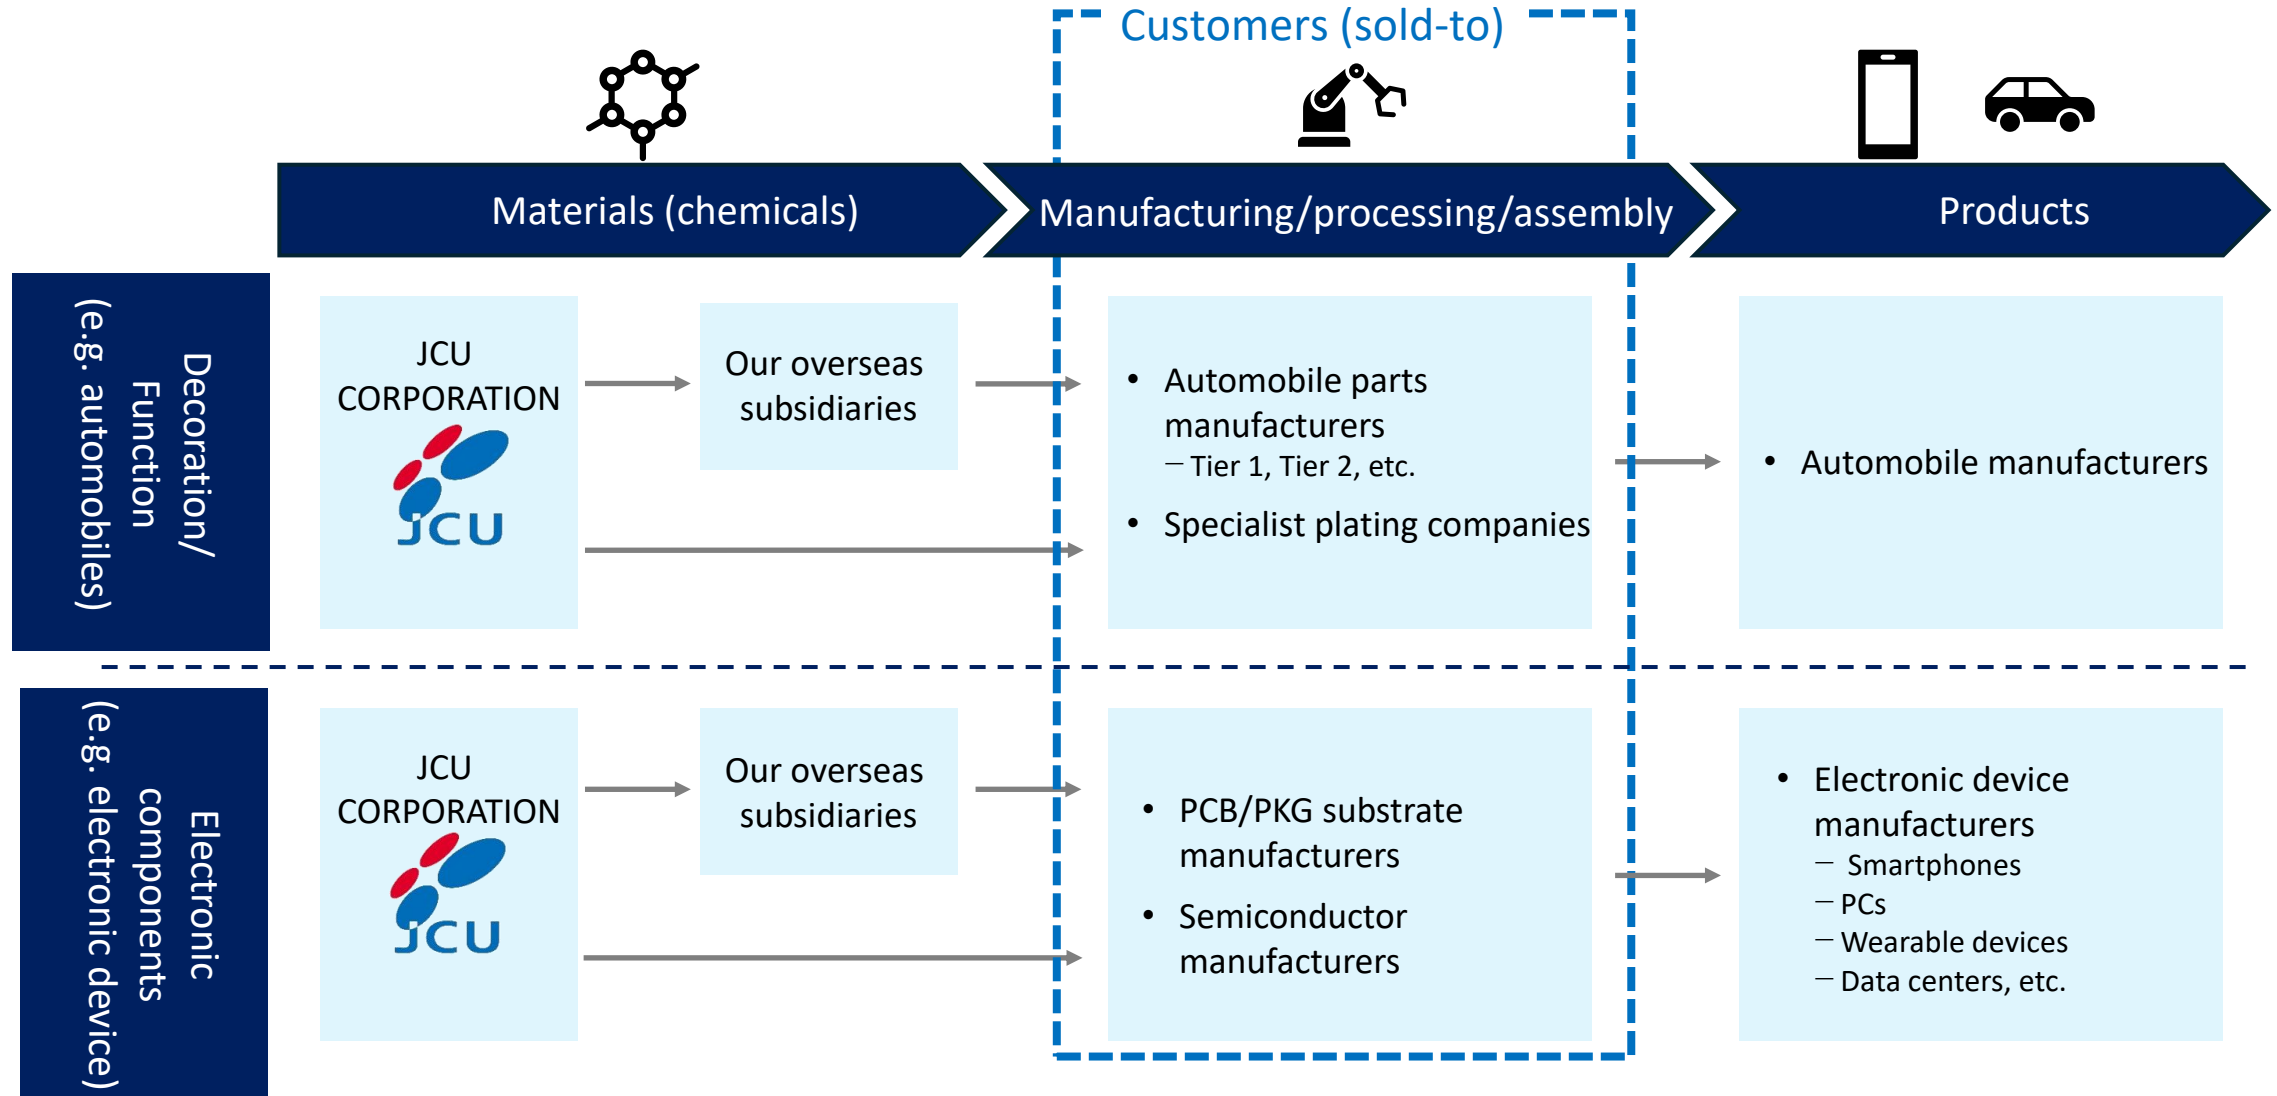 Customers (sold-to)
Materials (chemicals)
Manufacturing/processing/assembly
Products
Decoration/
Function
(e.g. automobiles)
JCU
CORPORATION
JCU
Our overseas
subsidiaries
• Automobile parts
manufacturers
– Tier 1, Tier 2, etc.
• Specialist plating companies
• Automobile manufacturers
Electronic
components
(e.g. electronic device)
JCU
CORPORATION
JCU
Our overseas
subsidiaries
• PCB/PKG substrate
manufacturers
• Semiconductor
manufacturers
• Electronic device
manufacturers
– Smartphones
– PCs
– Wearable devices
– Data centers, etc.